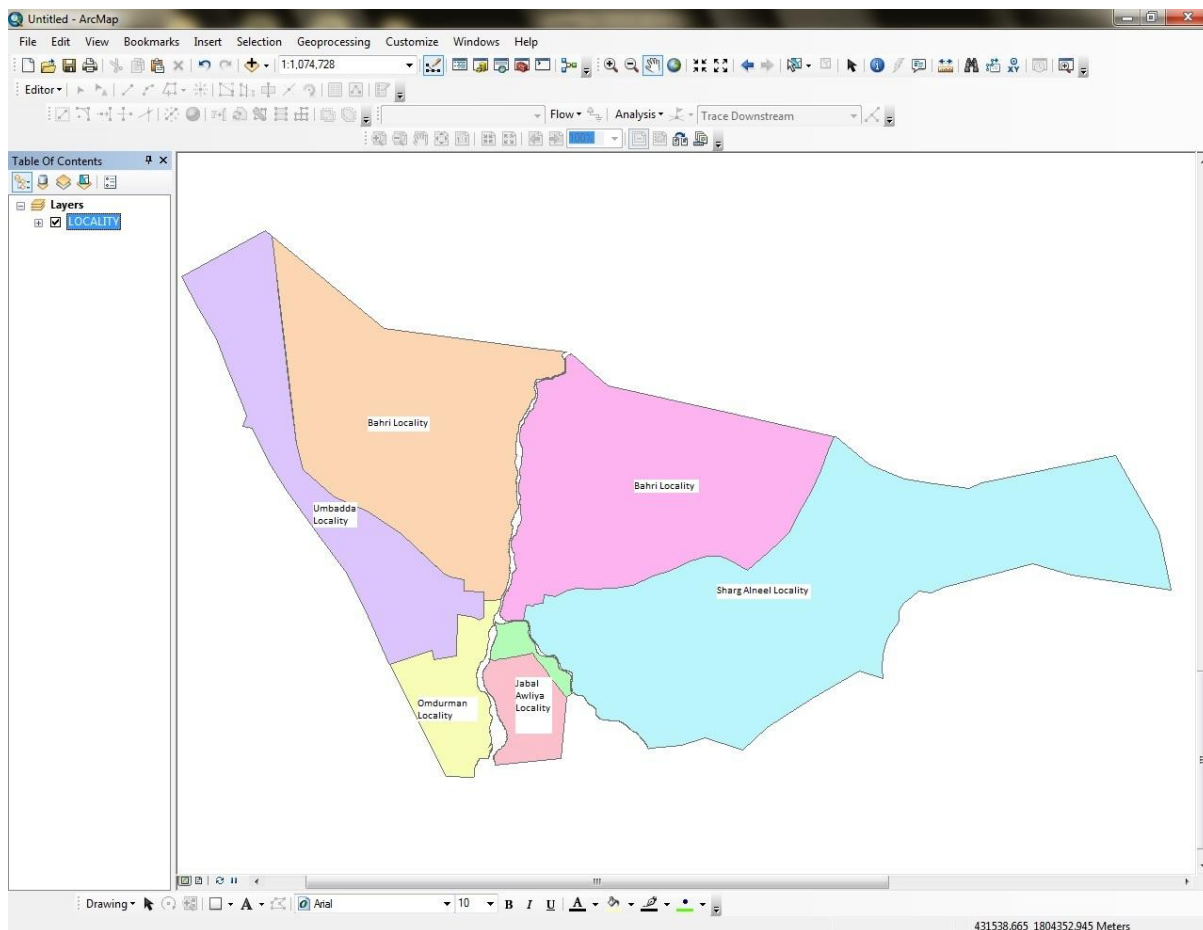 Untitled - ArcMap
File Edit View Bookmarks Insert Selection Geoprocessing Customize Windows Help
1:1,074,728
Editor
Flow Analysis Trace Downstream
100%
Table Of Contents
Layers
LOCALITY
Bahri Locality
Bahri Locality
Umbadda
Locality
Sharg Alneel Locality
Jabal
Awliya
Locality
Omdurman
Locality
Drawing A Arial 10 B I U A
431538.665 1804352.945 Meters